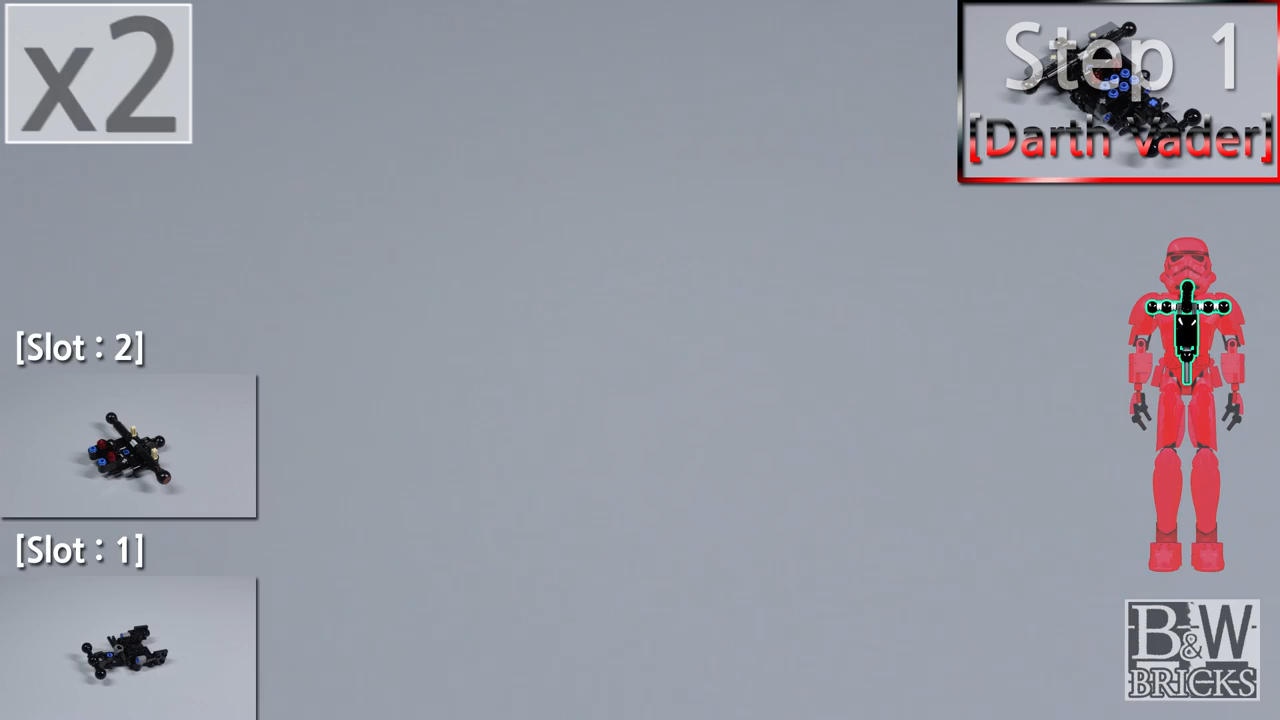 x2
Step 1
[Darth vader]
[Slot : 2]
[Slot : 1]
B&W
BRICKS